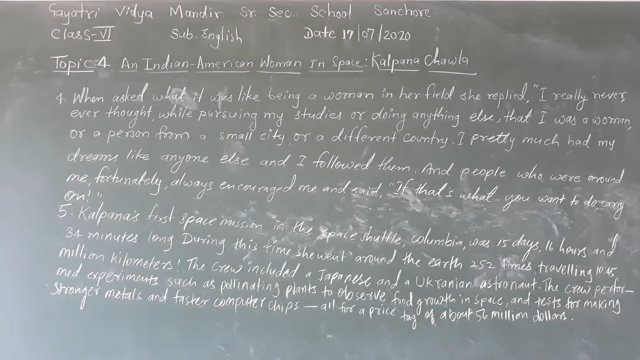 Gayatri Vidya Mandir Sr. Sec. School Sanchore
Class-VI Sub. English Date 17/07/2020
Topic 4. An Indian-American Woman in Space: Kalpana Chawla
4. When asked what it was like being a woman in her field she replied, "I really never,
ever thought, while pursuing my studies or doing anything else, that I was a woman,
or a person from a small city, or a different country. I pretty much had my
dreams like anyone else and I followed them. And people who were around
me, fortunately, always encouraged me and said, "If that's what you want to do carry
on!"
5. Kalpana's first space mission in the space shuttle, Columbia, was 15 days, 16 hours and
34 minutes long During this time she went around the earth 252 times, travelling 10.45
million kilometers! The crew included a Japanese and a Ukranian astronaut. The crew perfor-
med experiments such as pollinating plants to observe food growth in space, and tests for making
stronger metals and faster computer chips — all for a price tag of about 56 million dollars.